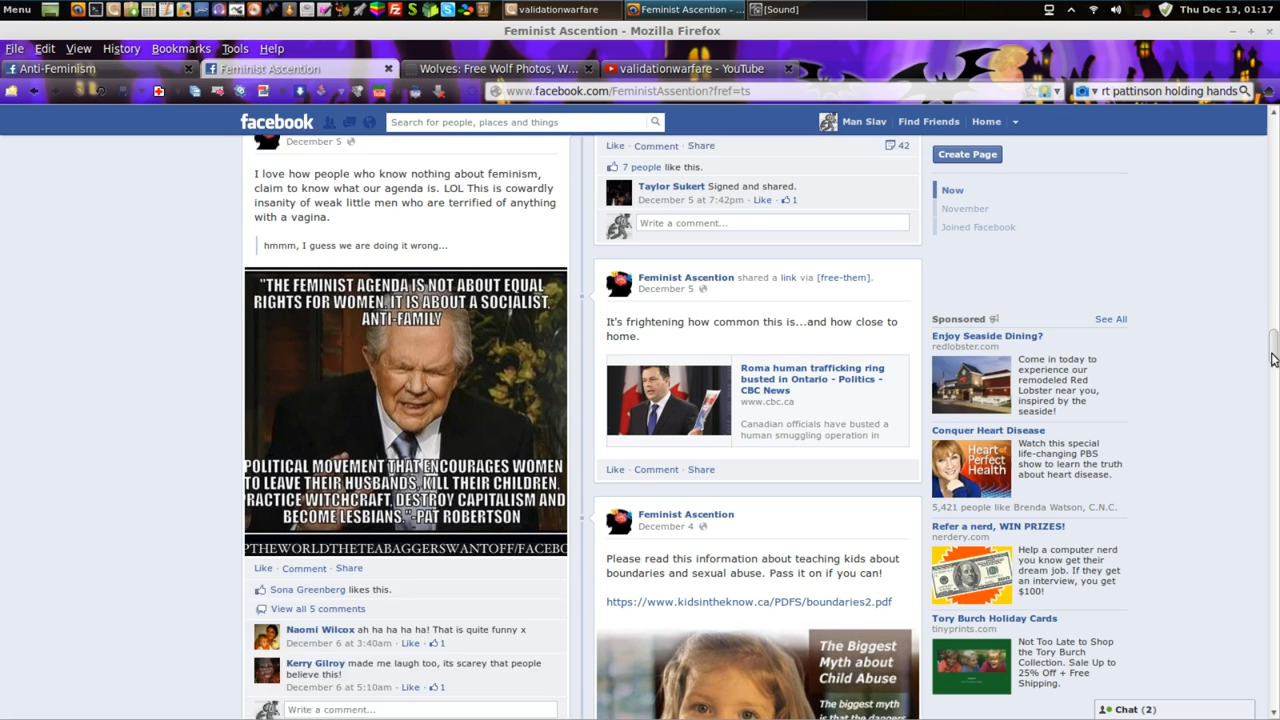 Menu
validationwarfare
Feminist Ascention - ...
[Sound]
Thu Dec 13, 01:17
Feminist Ascention - Mozilla Firefox
File Edit View History Bookmarks Tools Help
Anti-Feminism
Feminist Ascention
Wolves: Free Wolf Photos, W...
validationwarfare - YouTube
www.facebook.com/FeministAssention?fref=ts
rt pattinson holding hands
facebook
Search for people, places and things
Man Slav
Find Friends
Home
December 5
I love how people who know nothing about feminism,
claim to know what our agenda is. LOL This is cowardly
insanity of weak little men who are terrified of anything
with a vagina.
hmmm, I guess we are doing it wrong...
"THE FEMINIST AGENDA IS NOT ABOUT EQUAL
RIGHTS FOR WOMEN. IT IS ABOUT A SOCIALIST,
ANTI-FAMILY
POLITICAL MOVEMENT THAT ENCOURAGES WOMEN
TO LEAVE THEIR HUSBANDS, KILL THEIR CHILDREN,
PRACTICE WITCHCRAFT, DESTROY CAPITALISM AND
BECOME LESBIANS."-PAT ROBERTSON
PTHEWORLDTHETEABAGGERSWANTOFF/FACEBO
Like · Comment · Share
Sona Greenberg likes this.
View all 5 comments
Naomi Wilcox ah ha ha ha ha! That is quite funny x
December 6 at 3:40am · Like · 1
Kerry Gilroy made me laugh too, its scarey that people
believe this!
December 6 at 5:10am · Like · 1
Write a comment...
Like · Comment · Share
42
7 people like this.
Taylor Sukert Signed and shared.
December 5 at 7:42pm · Like · 1
Write a comment...
Feminist Ascention shared a link via [free-them].
December 5
It's frightening how common this is...and how close to
home.
Roma human trafficking ring
busted in Ontario - Politics -
CBC News
www.cbc.ca
Canadian officials have busted a
human smuggling operation in
Like · Comment · Share
Feminist Ascention
December 4
Please read this information about teaching kids about
boundaries and sexual abuse. Pass it on if you can!
https://www.kidsintheknow.ca/PDFS/boundaries2.pdf
The Biggest
Myth about
Child Abuse
The biggest myth
is that the dangers
Create Page
Now
November
Joined Facebook
Sponsored
See All
Enjoy Seaside Dining?
redlobster.com
Come in today to
experience our
remodeled Red
Lobster near you,
inspired by the
seaside!
Conquer Heart Disease
Heart of
Perfect
Health
Watch this special
life-changing PBS
show to learn the truth
about heart disease.
5,421 people like Brenda Watson, C.N.C.
Refer a nerd, WIN PRIZES!
nerdery.com
Help a computer nerd
you know get their
dream job. If they get
an interview, you get
$100!
Tory Burch Holiday Cards
tinyprints.com
Not Too Late to Shop
the Tory Burch
Collection. Sale Up to
25% Off + Free
Shipping.
Chat (2)